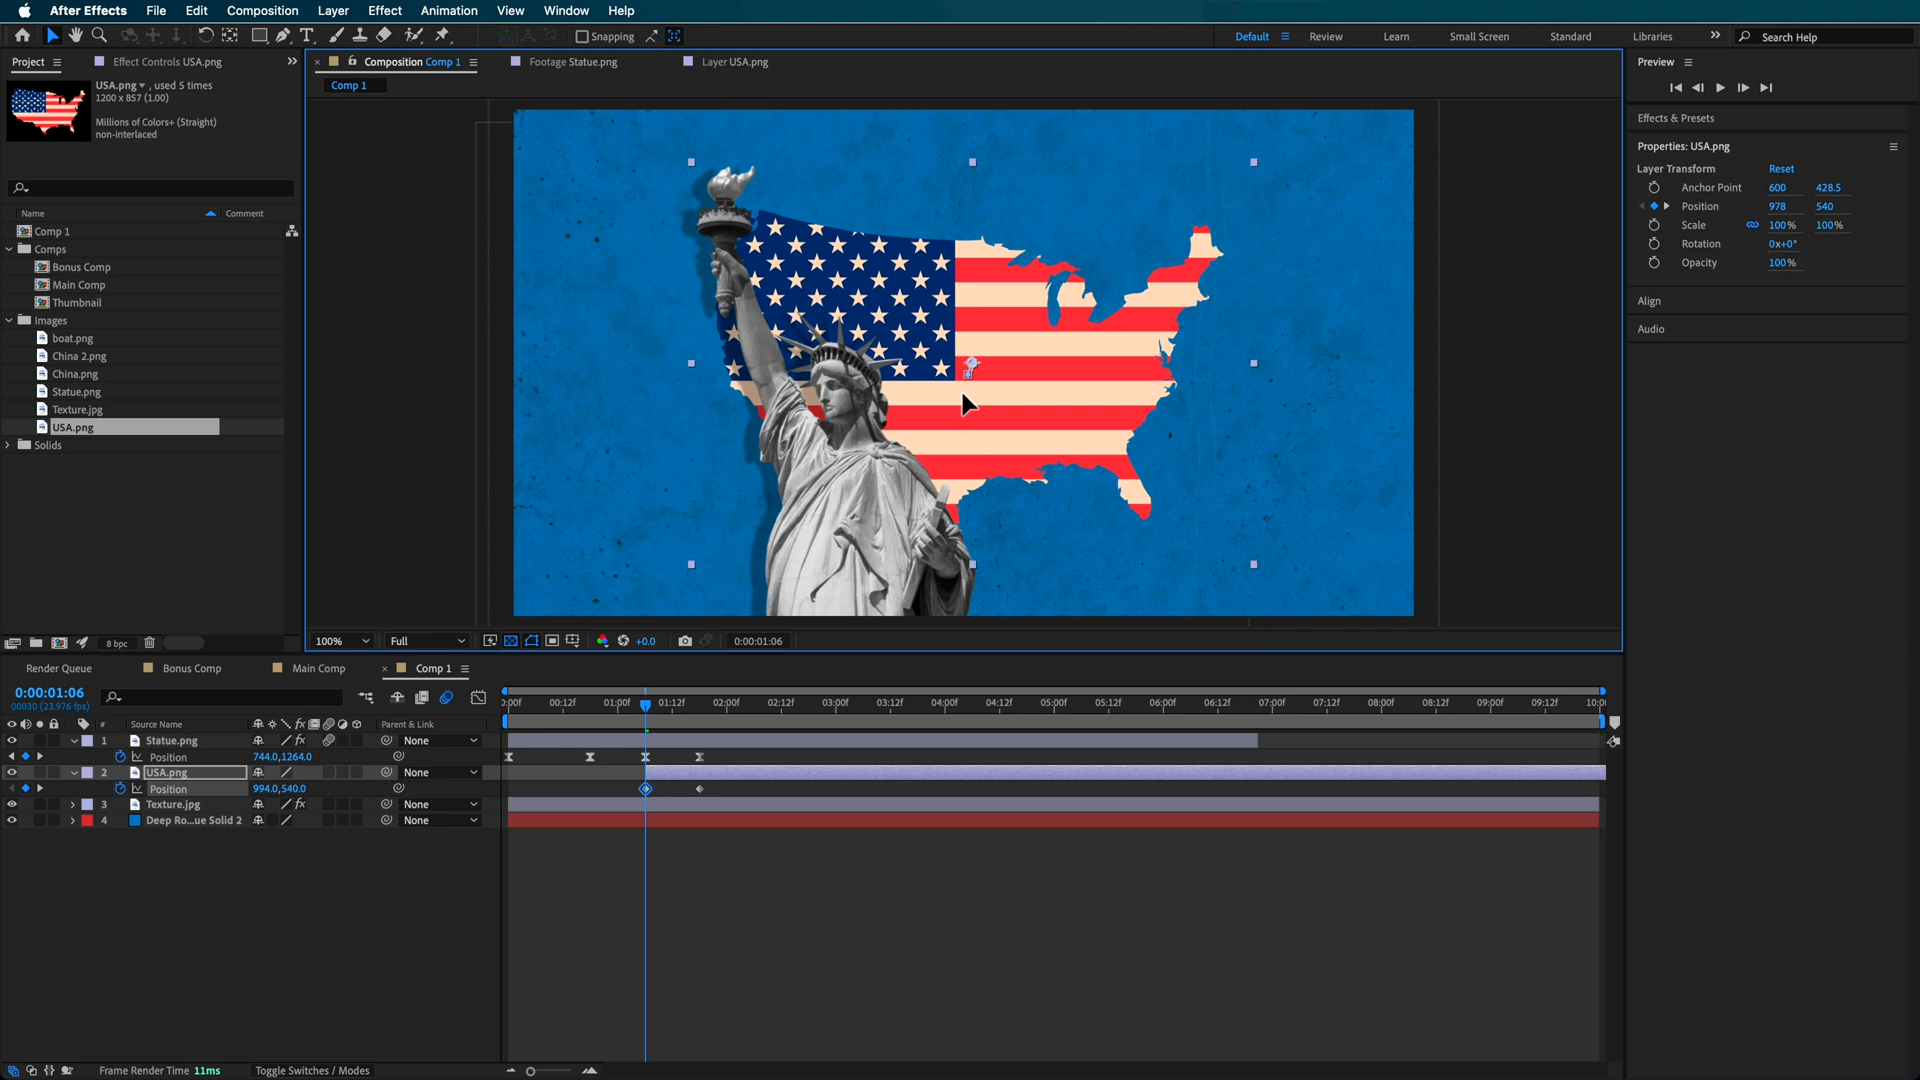 After Effects File Edit Composition Layer Effect Animation View Window Help
Snapping Default Review Learn Small Screen Standard Libraries Search Help
Project Effect Controls USA.png
USA.png , used 5 times
1200 x 857 (1.00)
Millions of Colors+ (Straight)
non-interlaced
Name Comment
Comp 1
Comps
Bonus Comp
Main Comp
Thumbnail
Images
boat.png
China 2.png
China.png
Statue.png
Texture.jpg
USA.png
Solids
8 bpc
Composition Comp 1 Footage Statue.png Layer USA.png
Comp 1
100% Full +0.0 0:00:01:06
Preview
Effects & Presets
Properties: USA.png
Layer Transform Reset
Anchor Point 600 428.5
Position 978 540
Scale 100% 100%
Rotation 0x+0°
Opacity 100%
Align
Audio
Render Queue Bonus Comp Main Comp Comp 1
0:00:01:06
00030 (23.976 fps)
:00f 00:12f 01:00f 01:12f 02:00f 02:12f 03:00f 03:12f 04:00f 04:12f 05:00f 05:12f 06:00f 06:12f 07:00f 07:12f 08:00f 08:12f 09:00f 09:12f 10:00
# Source Name Parent & Link
1 Statue.png None
Position 744.0,1264.0
2 USA.png None
Position 994.0,540.0
3 Texture.jpg None
4 Deep Ro...ue Solid 2 None
Frame Render Time 11ms Toggle Switches / Modes